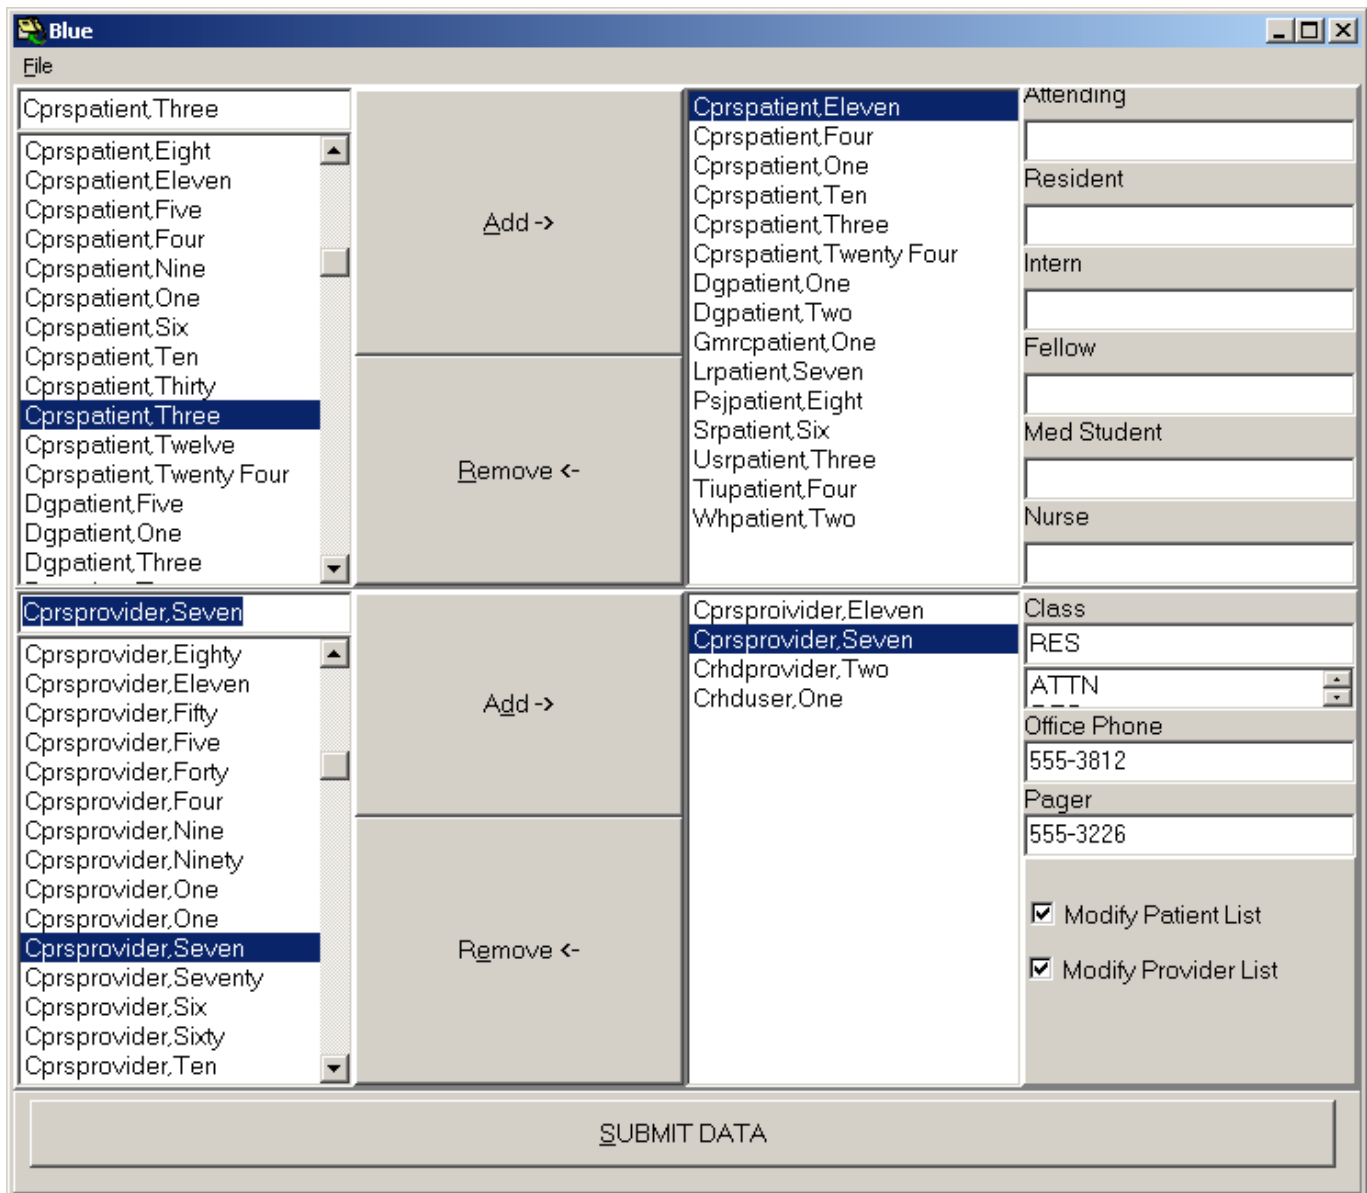 Blue
File
Cprspatient,Three
Cprspatient,Eight
Cprspatient,Eleven
Cprspatient,Five
Cprspatient,Four
Cprspatient,Nine
Cprspatient,One
Cprspatient,Six
Cprspatient,Ten
Cprspatient,Thirty
Cprspatient,Three
Cprspatient,Twelve
Cprspatient,Twenty Four
Dgpatient,Five
Dgpatient,One
Dgpatient,Three
Add ->
Remove <-
Cprspatient,Eleven
Cprspatient,Four
Cprspatient,One
Cprspatient,Ten
Cprspatient,Three
Cprspatient,Twenty Four
Dgpatient,One
Dgpatient,Two
Gmrcpatient,One
Lrpatient,Seven
Psjpatient,Eight
Srpatient,Six
Usrpatient,Three
Tiupatient,Four
Whpatient,Two
Attending
Resident
Intern
Fellow
Med Student
Nurse
Cprsprovider,Seven
Cprsprovider,Eighty
Cprsprovider,Eleven
Cprsprovider,Fifty
Cprsprovider,Five
Cprsprovider,Forty
Cprsprovider,Four
Cprsprovider,Nine
Cprsprovider,Ninety
Cprsprovider,One
Cprsprovider,One
Cprsprovider,Seven
Cprsprovider,Seventy
Cprsprovider,Six
Cprsprovider,Sixty
Cprsprovider,Ten
Add ->
Remove <-
Cprsproivider,Eleven
Cprsprovider,Seven
Crhdprovider,Two
Crhduser,One
Class
RES
ATTN
Office Phone
555-3812
Pager
555-3226
Modify Patient List
Modify Provider List
SUBMIT DATA